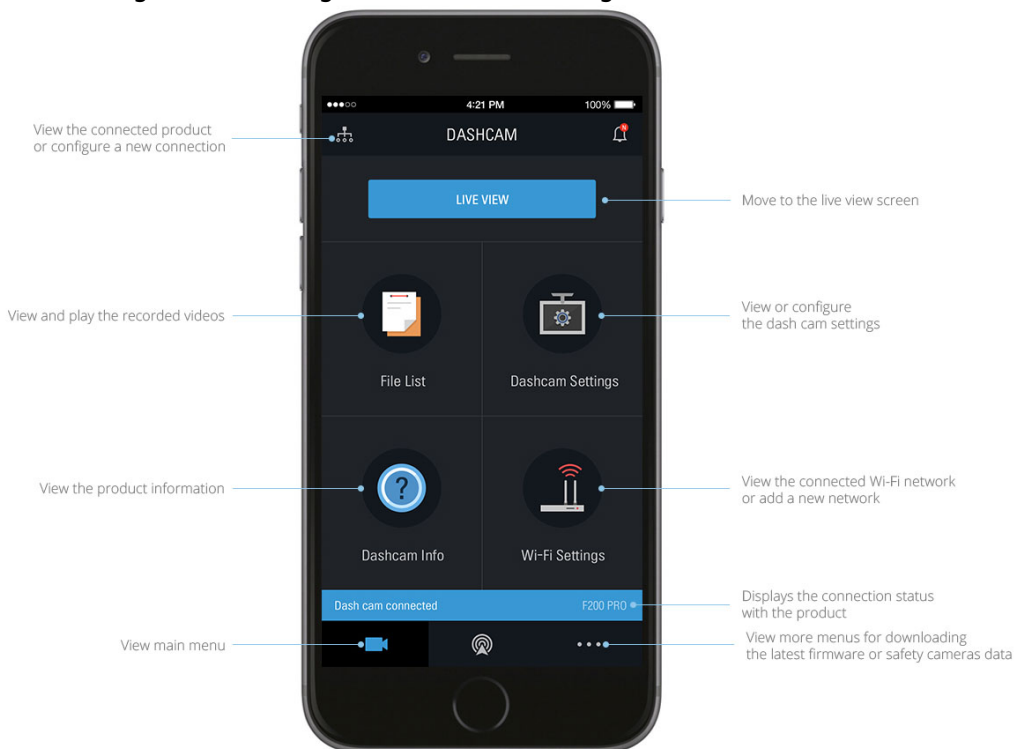 4:21 PM
100%
DASHCAM
N
View the connected product
or configure a new connection
LIVE VIEW
Move to the live view screen
View and play the recorded videos
View or configure
the dash cam settings
File List
Dashcam Settings
View the product information
?
View the connected Wi-Fi network
or add a new network
Dashcam Info
Wi-Fi Settings
Dash cam connected
F200 PRO
Displays the connection status
with the product
View main menu
View more menus for downloading
the latest firmware or safety cameras data